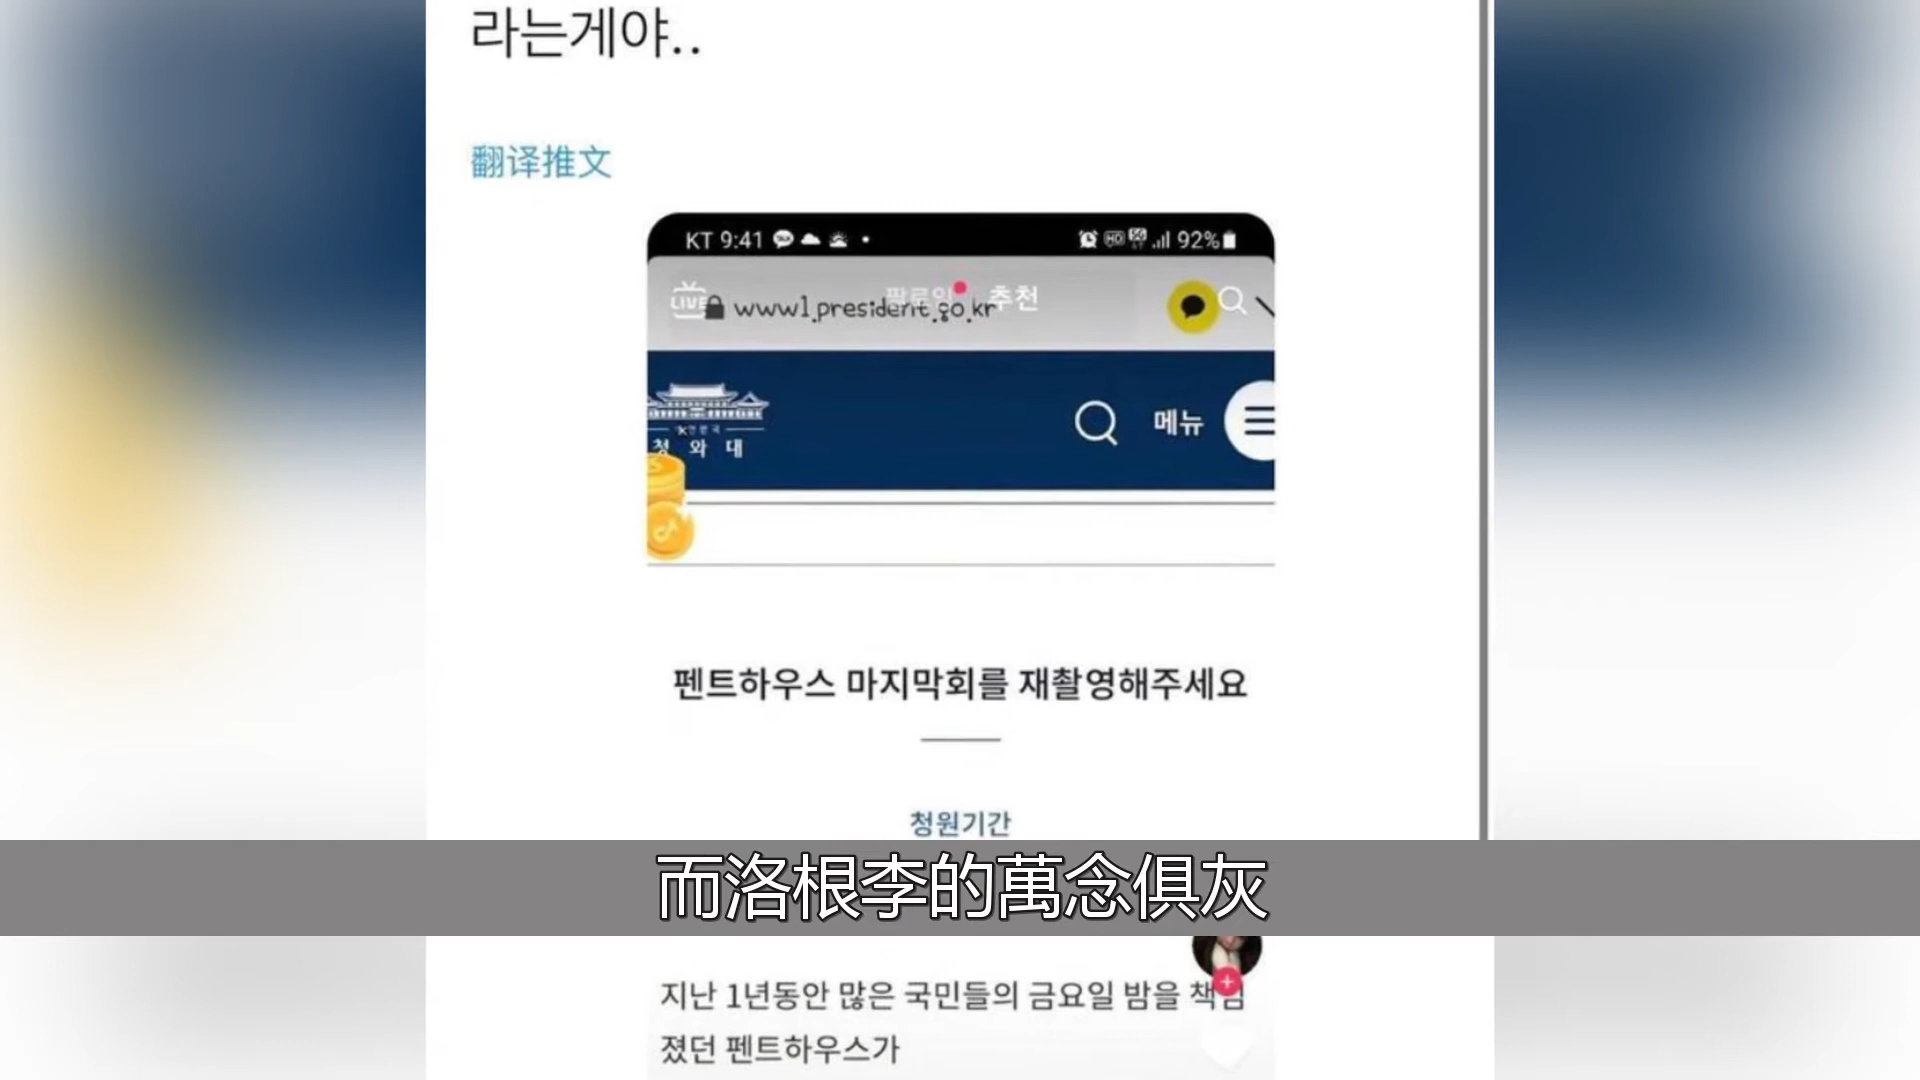 라는게야..
翻译推文
KT 9:41
92%
LIVE
추천
www1.president.go.kr
메뉴
청와대
펜트하우스 마지막회를 재촬영해주세요
청원기간
而洛根李的萬念俱灰
지난 1년동안 많은 국민들의 금요일 밤을 책임
졌던 펜트하우스가